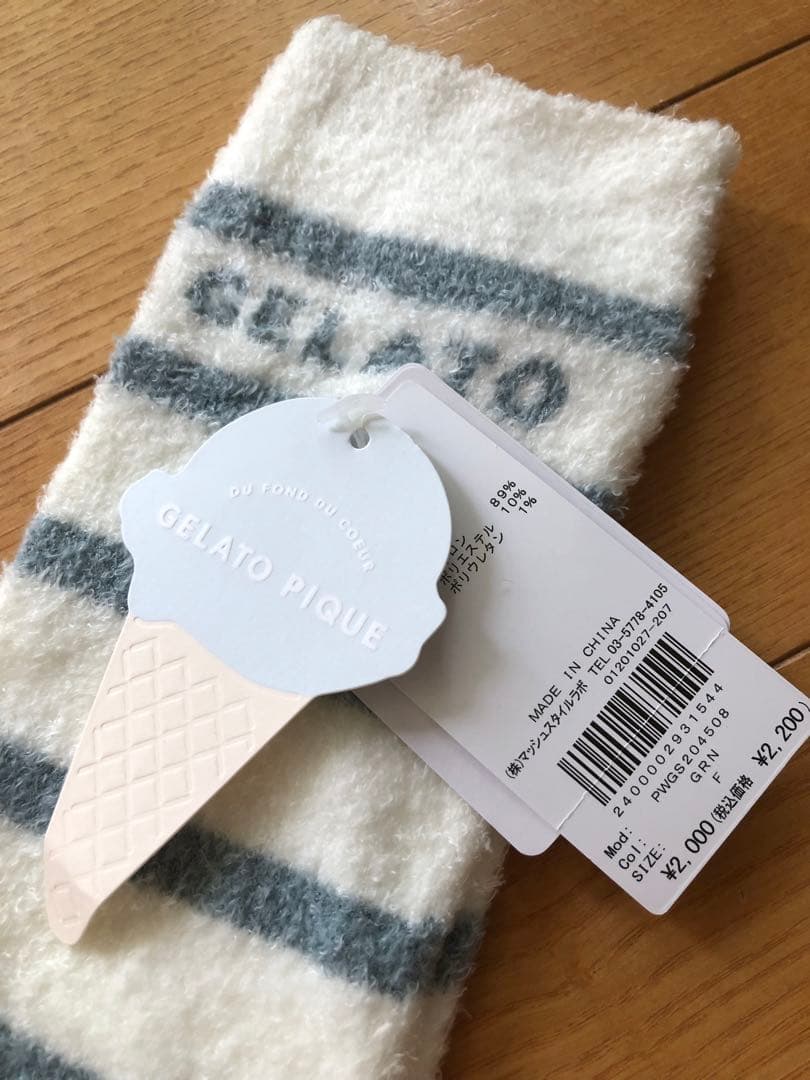 GELATO
DU FOND DU COEUR
GELATO PIQUE
ロン 89%
ポリエステル 10%
ポリウレタン 1%
MADE IN CHINA
(株)マッシュスタイルラボ TEL 03-5778-4105
01201027-207
2400002931544
Mod: PWGS204508
Col: GRN
SIZE: F
¥2,000(税込価格 ¥2,200)